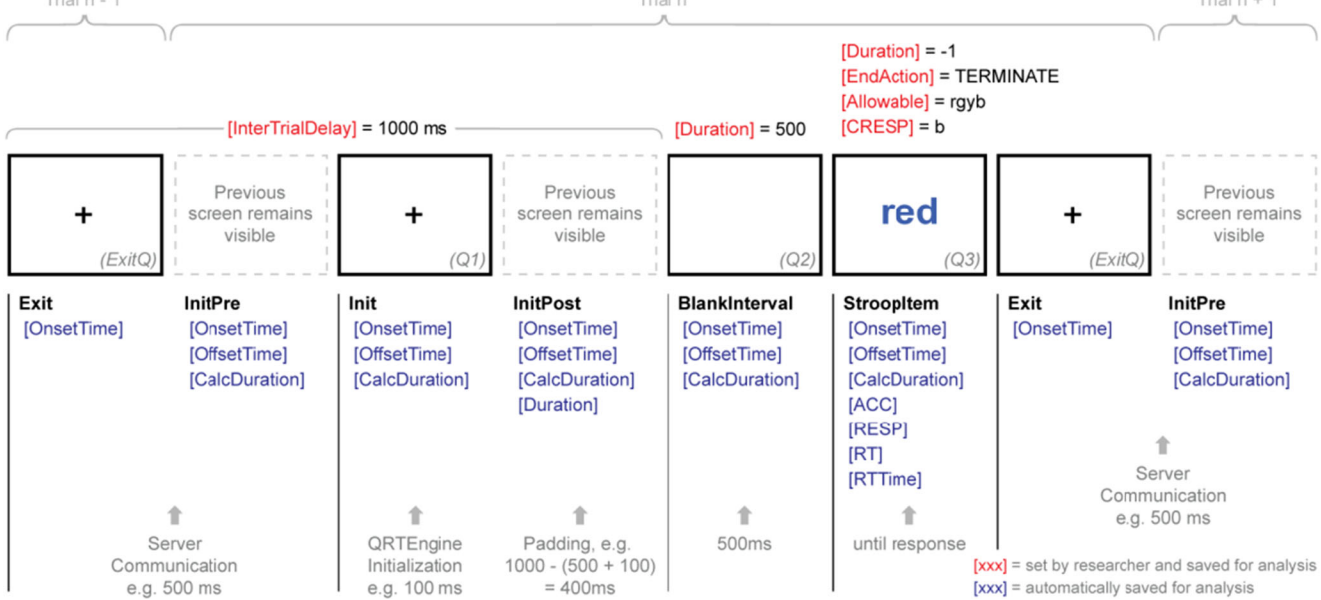 [Duration] = -1
[EndAction] = TERMINATE
[Allowable] = rgyb
[InterTrialDelay] = 1000 ms
[Duration] = 500
[CRESP] = b
+
(ExitQ)
Previous
screen remains
visible
+
(Q1)
Previous
screen remains
visible
(Q2)
red
(Q3)
+
(ExitQ)
Previous
screen remains
visible
Exit
[OnsetTime]
InitPre
[OnsetTime]
[OffsetTime]
[CalcDuration]
Init
[OnsetTime]
[OffsetTime]
[CalcDuration]
InitPost
[OnsetTime]
[OffsetTime]
[CalcDuration]
[Duration]
BlankInterval
[OnsetTime]
[OffsetTime]
[CalcDuration]
StroopItem
[OnsetTime]
[OffsetTime]
[CalcDuration]
[ACC]
[RESP]
[RT]
[RTTime]
Exit
[OnsetTime]
InitPre
[OnsetTime]
[OffsetTime]
[CalcDuration]
Server
Communication
e.g. 500 ms
QRTEngine
Initialization
e.g. 100 ms
Padding, e.g.
1000 - (500 + 100)
= 400ms
500ms
until response
Server
Communication
e.g. 500 ms
[xxx] = set by researcher and saved for analysis
[xxx] = automatically saved for analysis